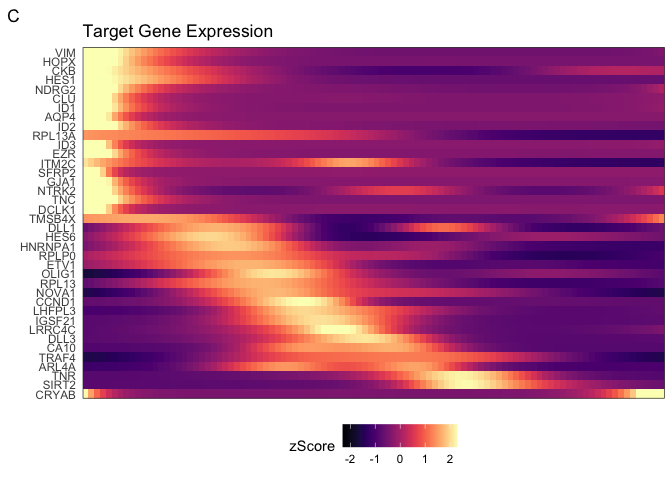 C
Target Gene Expression
VIM
HOPX
CKB
HES1
NDRG2
CLU
ID1
AQP4
ID2
RPL13A
ID3
EZR
ITM2C
SFRP2
GJA1
NTRK2
TNC
DCLK1
TMSB4X
DLL1
HES6
HNRNPA1
RPLP0
ETV1
OLIG1
RPL13
NOVA1
CCND1
LHFPL3
IGSF21
LRRC4C
DLL3
CA10
TRAF4
ARL4A
TNR
SIRT2
CRYAB
zScore
-2 -1 0 1 2